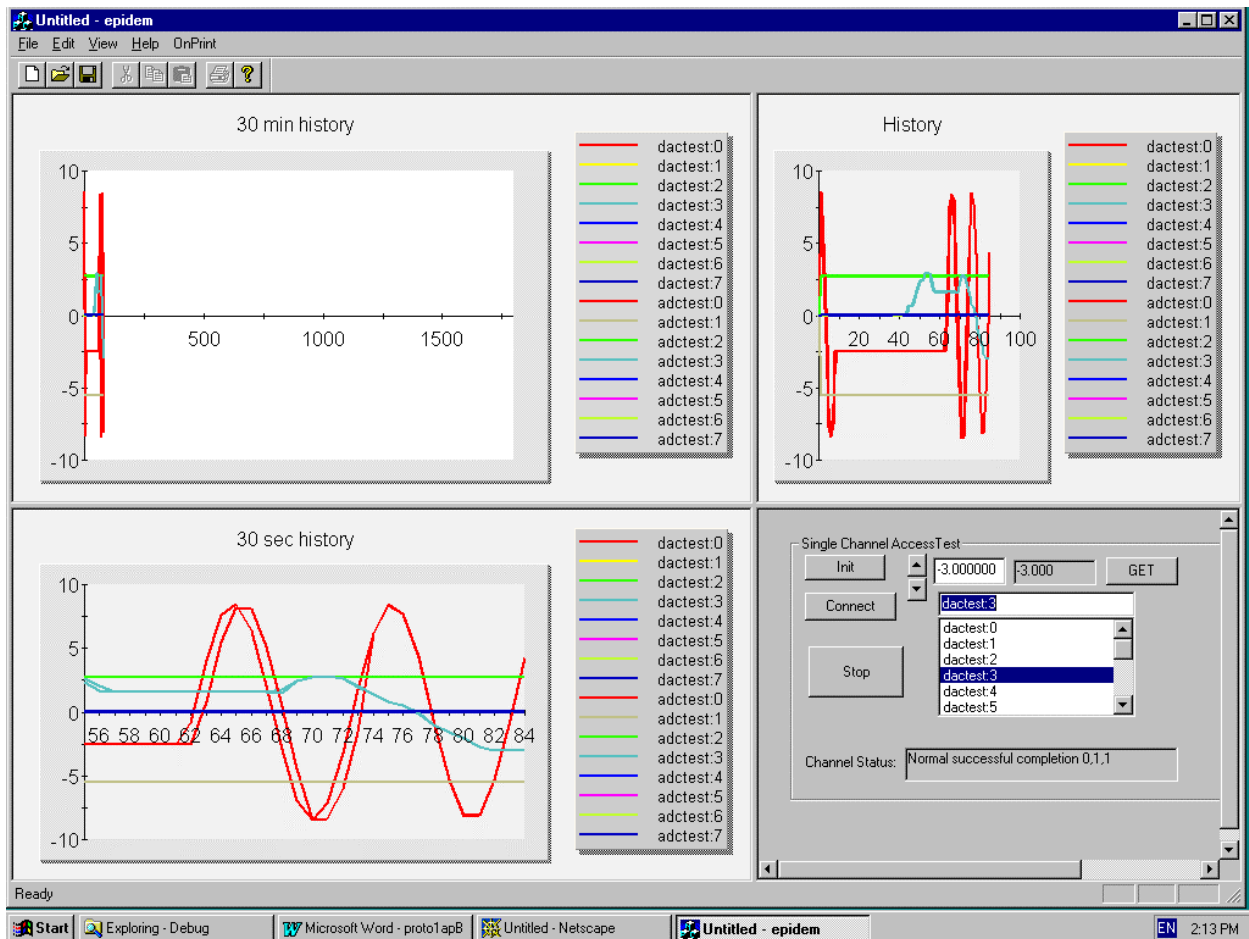 Untitled - epidem
File Edit View Help OnPrint
30 min history
10
5
0
-5
-10
500 1000 1500
dactest:0
dactest:1
dactest:2
dactest:3
dactest:4
dactest:5
dactest:6
dactest:7
adctest:0
adctest:1
adctest:2
adctest:3
adctest:4
adctest:5
adctest:6
adctest:7
History
10
5
0
-5
-10
20 40 60 80 100
dactest:0
dactest:1
dactest:2
dactest:3
dactest:4
dactest:5
dactest:6
dactest:7
adctest:0
adctest:1
adctest:2
adctest:3
adctest:4
adctest:5
adctest:6
adctest:7
30 sec history
10
5
0
-5
-10
56 58 60 62 64 66 68 70 72 74 76 78 80 82 84
dactest:0
dactest:1
dactest:2
dactest:3
dactest:4
dactest:5
dactest:6
dactest:7
adctest:0
adctest:1
adctest:2
adctest:3
adctest:4
adctest:5
adctest:6
adctest:7
Single Channel AccessTest
Init -3.000000 -3.000 GET
Connect dactest:3
dactest:0
dactest:1
dactest:2
Stop dactest:3
dactest:4
dactest:5
Channel Status: Normal successful completion 0,1,1
Ready
Start Exploring - Debug Microsoft Word - proto1apB Untitled - Netscape Untitled - epidem EN 2:13 PM